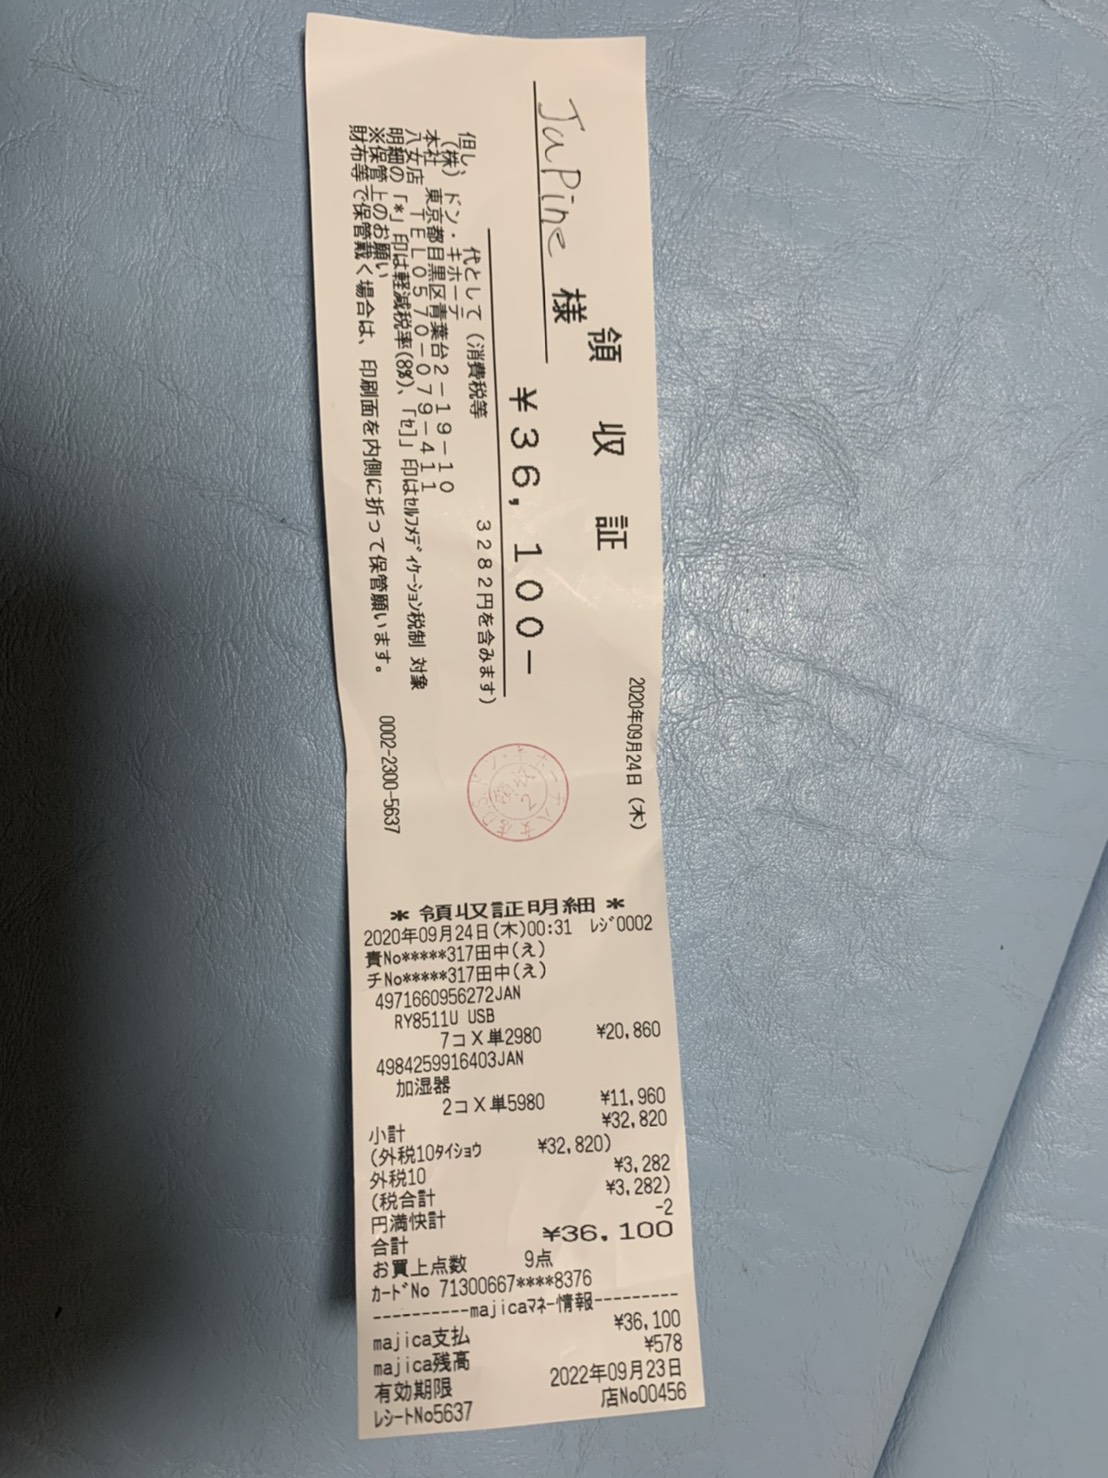 領収証
2020年09月24日(木)
JaPine 様
¥36,100−
但し、 代として(消費税等 3282円を含みます)
(株)ドン・キホーテ
本社 東京都目黒区青葉台2−19−10
八女店 TEL0570−079−411
明細の「*」印は軽減税率(8%)、「セ」印はセルフメディケーション税制 対象
※保管上のお願い
財布等で保管戴く場合は、印刷面を内側に折って保管願います。
0002-2300-5637
*領収証明細*
2020年09月24日(木)00:31 レジ0002
責No*****317田中(え)
チNo*****317田中(え)
4971660956272JAN
RY8511U USB
7コX単2980 ¥20,860
4984259916403JAN
加湿器
2コX単5980 ¥11,960
小計 ¥32,820
(外税10タイショウ ¥32,820)
外税10 ¥3,282
(税合計 ¥3,282)
円満快計 -2
合計 ¥36,100
お買上点数 9点
カードNo 71300667****8376
----------majicaマネー情報---------
majica支払 ¥36,100
majica残高 ¥578
有効期限 2022年09月23日
レシートNo5637 店No00456